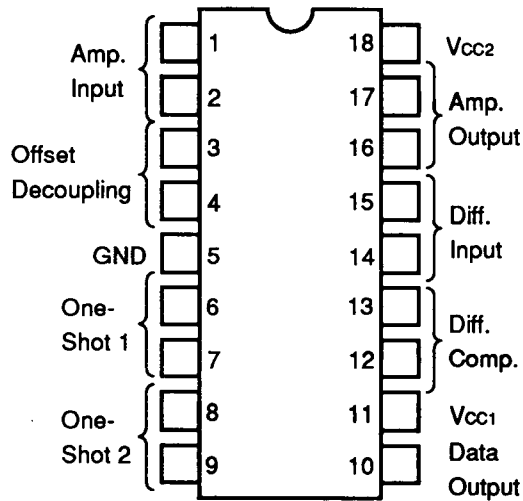 Amp.
Input
Offset
Decoupling
GND
One-
Shot 1
One-
Shot 2
1
2
3
4
5
6
7
8
9
18
17
16
15
14
13
12
11
10
Vcc2
Amp.
Output
Diff.
Input
Diff.
Comp.
Vcc1
Data
Output